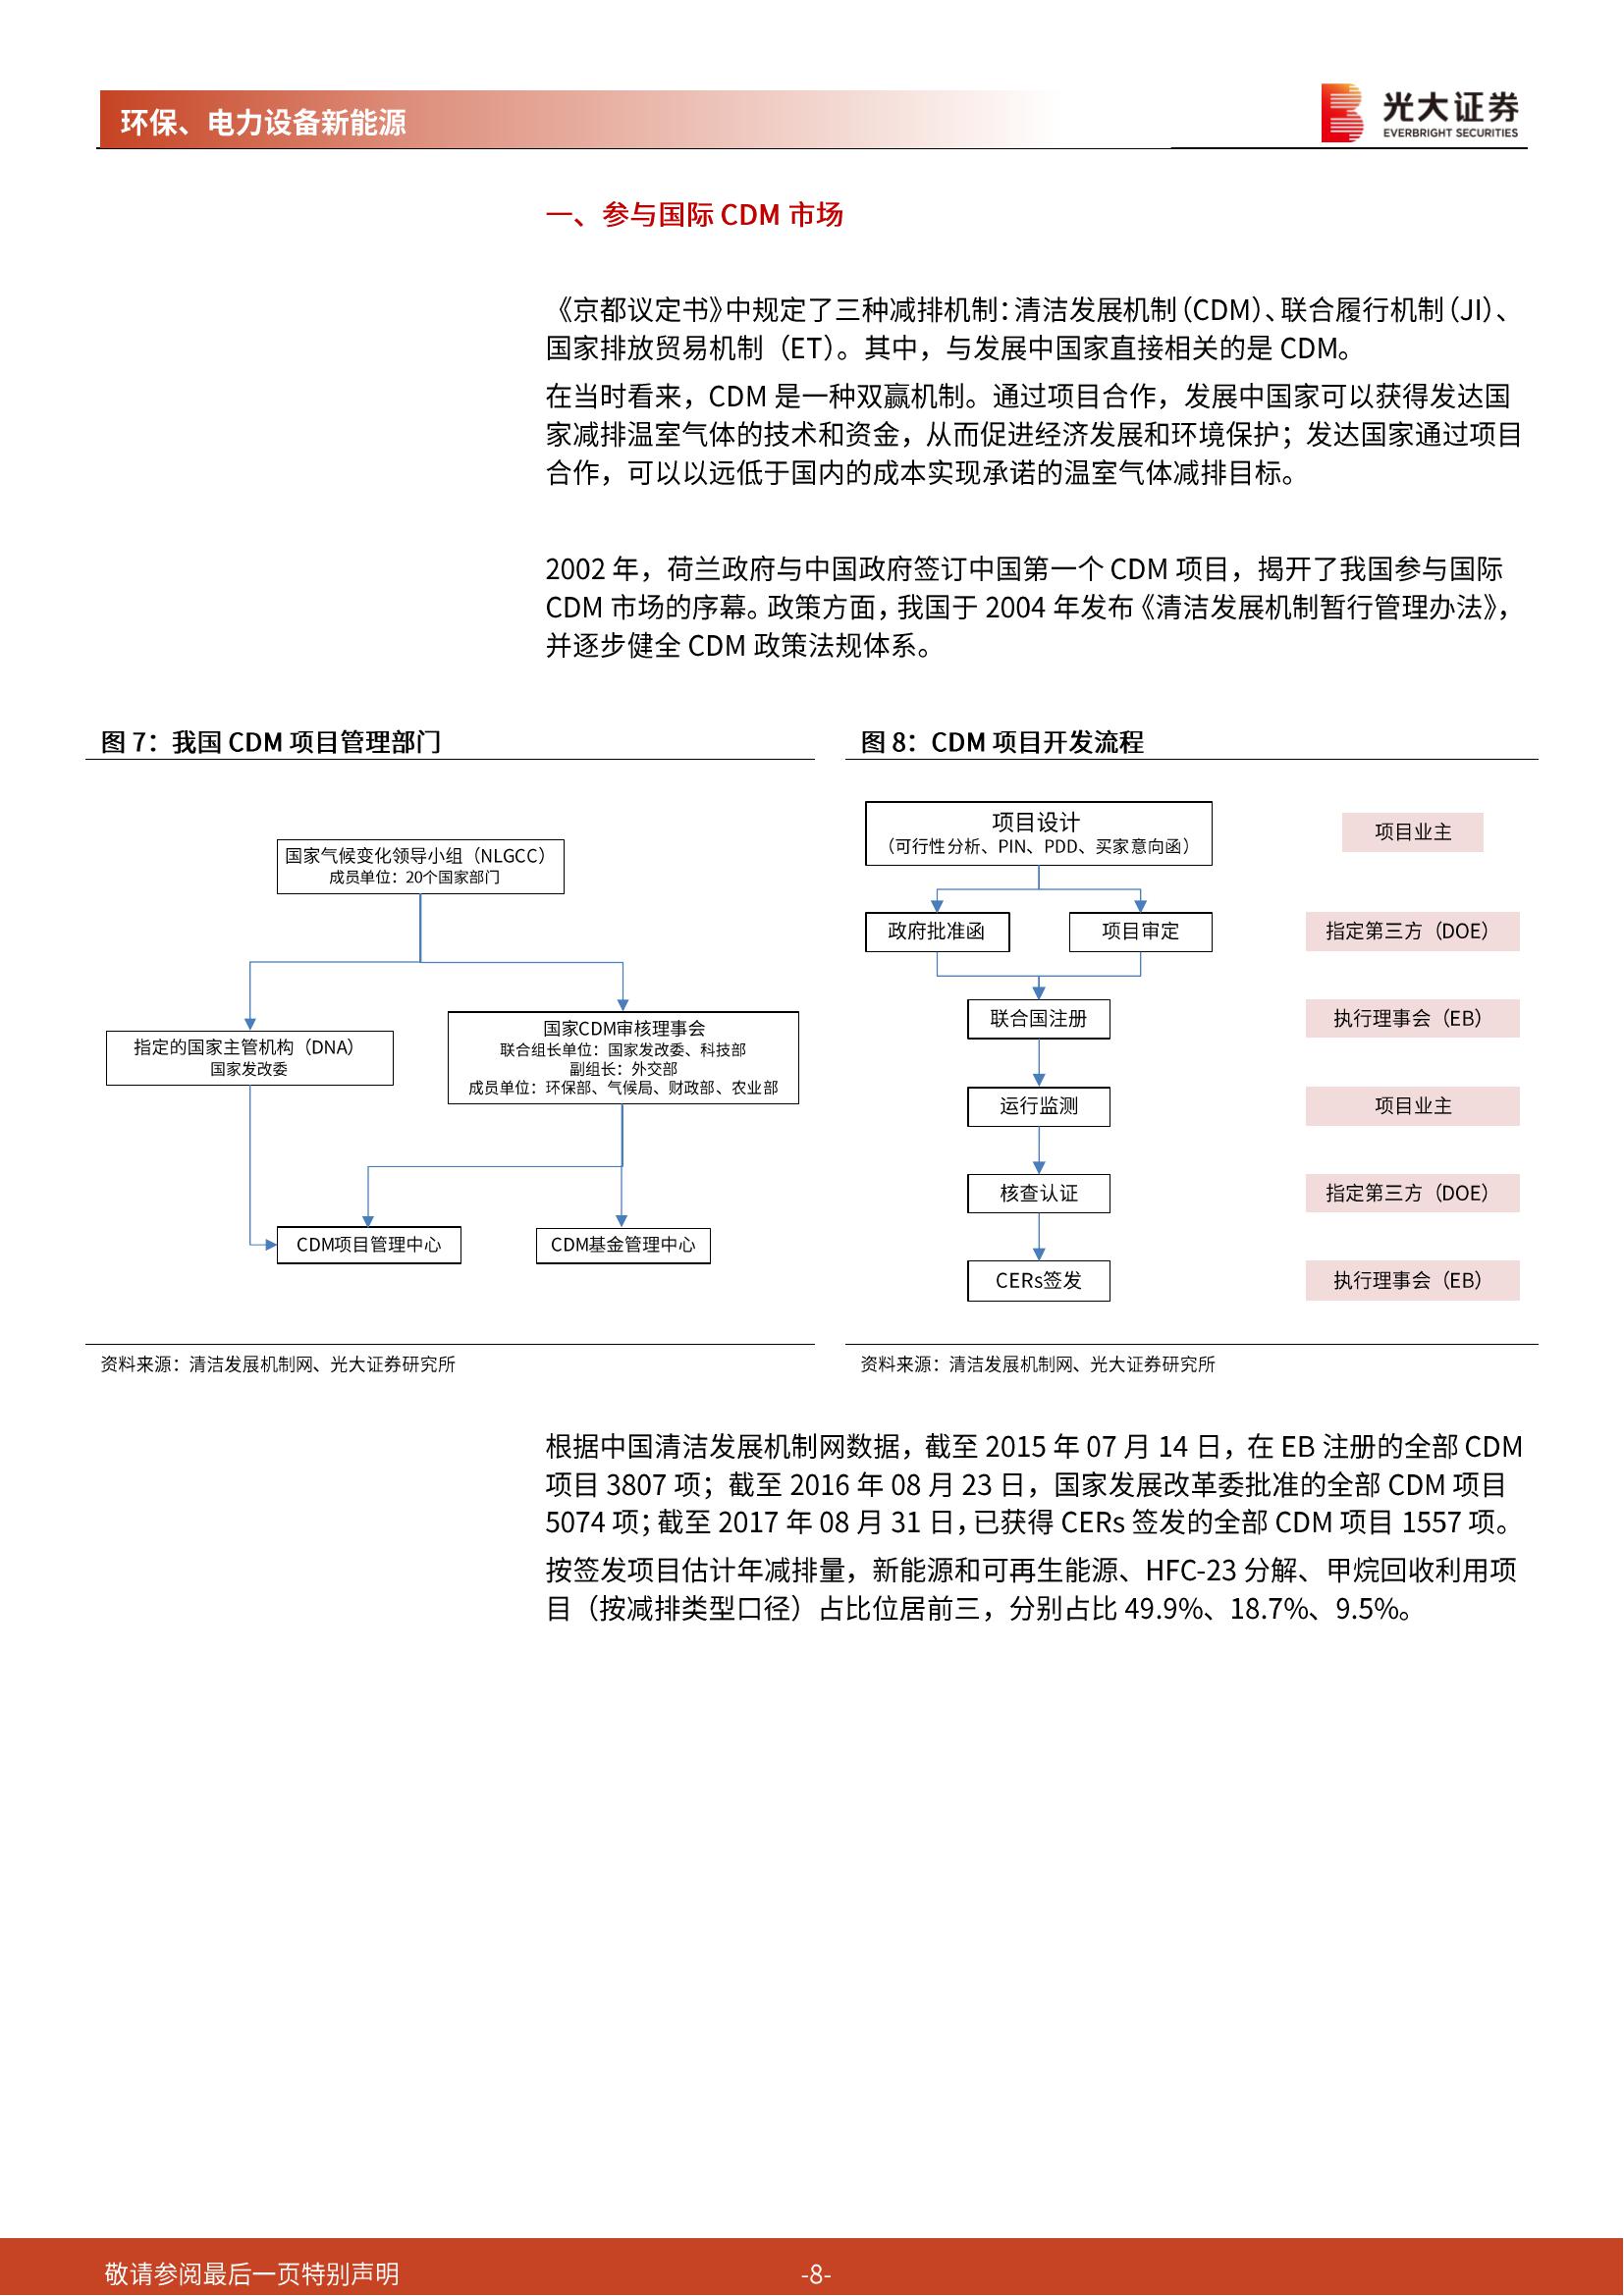 环保、电力设备新能源
光大证券
EVERBRIGHT SECURITIES
一、参与国际 CDM 市场
《京都议定书》中规定了三种减排机制：清洁发展机制（CDM）、联合履行机制（JI）、
国家排放贸易机制（ET）。其中，与发展中国家直接相关的是 CDM。
在当时看来，CDM 是一种双赢机制。通过项目合作，发展中国家可以获得发达国
家减排温室气体的技术和资金，从而促进经济发展和环境保护；发达国家通过项目
合作，可以以远低于国内的成本实现承诺的温室气体减排目标。
2002 年，荷兰政府与中国政府签订中国第一个 CDM 项目，揭开了我国参与国际
CDM 市场的序幕。政策方面，我国于 2004 年发布《清洁发展机制暂行管理办法》，
并逐步健全 CDM 政策法规体系。
图 7：我国 CDM 项目管理部门
国家气候变化领导小组（NLGCC）
成员单位：20个国家部门
指定的国家主管机构（DNA）
国家发改委
国家CDM审核理事会
联合组长单位：国家发改委、科技部
副组长：外交部
成员单位：环保部、气候局、财政部、农业部
CDM项目管理中心
CDM基金管理中心
资料来源：清洁发展机制网、光大证券研究所
图 8：CDM 项目开发流程
项目设计
（可行性分析、PIN、PDD、买家意向函）
项目业主
政府批准函
项目审定
指定第三方（DOE）
联合国注册
执行理事会（EB）
运行监测
项目业主
核查认证
指定第三方（DOE）
CERs签发
执行理事会（EB）
资料来源：清洁发展机制网、光大证券研究所
根据中国清洁发展机制网数据，截至 2015 年 07 月 14 日，在 EB 注册的全部 CDM
项目 3807 项；截至 2016 年 08 月 23 日，国家发展改革委批准的全部 CDM 项目
5074 项；截至 2017 年 08 月 31 日，已获得 CERs 签发的全部 CDM 项目 1557 项。
按签发项目估计年减排量，新能源和可再生能源、HFC-23 分解、甲烷回收利用项
目（按减排类型口径）占比位居前三，分别占比 49.9%、18.7%、9.5%。
敬请参阅最后一页特别声明
-8-